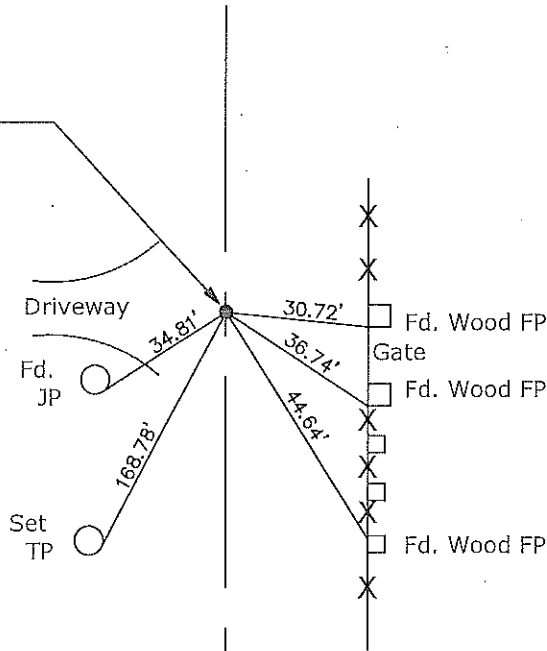 30.72'
Fd. Wood FP
Driveway
34.81'
36.74'
Gate
Fd.
JP
Fd. Wood FP
44.64'
168.78'
Set
TP
Fd. Wood FP